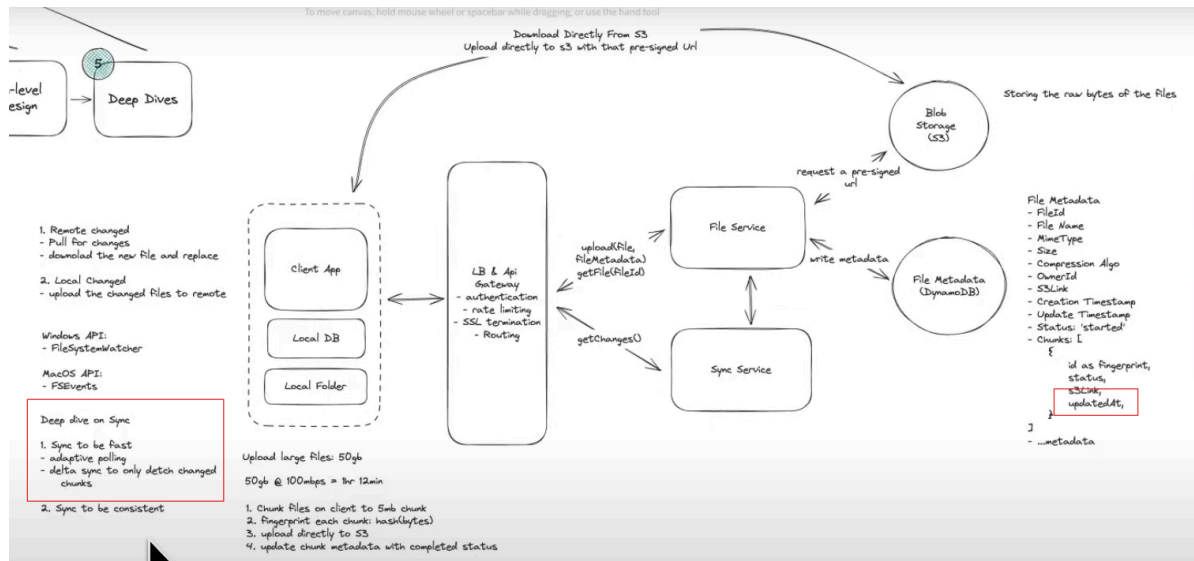 To move canvas, hold mouse wheel or spacebar while dragging, or use the hand tool
-level
esign
5
Deep Dives
Download Directly From S3
Upload directly to s3 with that pre-signed Url
Blob
Storage
(S3)
Storing the raw bytes of the files
request a pre-signed
url
1. Remote changed
- Pull for changes
- downolad the new file and replace
2. Local Changed
- upload the changed files to remote
Windows API:
- FileSystemWatcher
MacOS API:
- FSEvents
Deep dive on Sync
1. Sync to be fast
- adaptive polling
- delta sync to only detch changed
chunks
2. Sync to be consistent
Client App
Local DB
Local Folder
LB & Api
Gateway
- authentication
- rate limiting
- SSL termination
- Routing
upload(file,
fileMetadata)
getFile(fileId)
getChanges()
File Service
Sync Service
write metadata
File Metadata
(DynamoDB)
File Metadata
- FileId
- File Name
- MimeType
- Size
- Compression Algo
- OwnerId
- S3Link
- Creation Timestamp
- Update Timestamp
- Status: 'started'
- Chunks: [
{
id as fingerprint,
status,
s3Link,
updatedAt,
}
]
- ...metadata
Upload large files: 50gb
50gb @ 100mbps = 1hr 12min
1. Chunk files on client to 5mb chunk
2. fingerprint each chunk: hash(bytes)
3. upload directly to S3
4. update chunk metadata with completed status